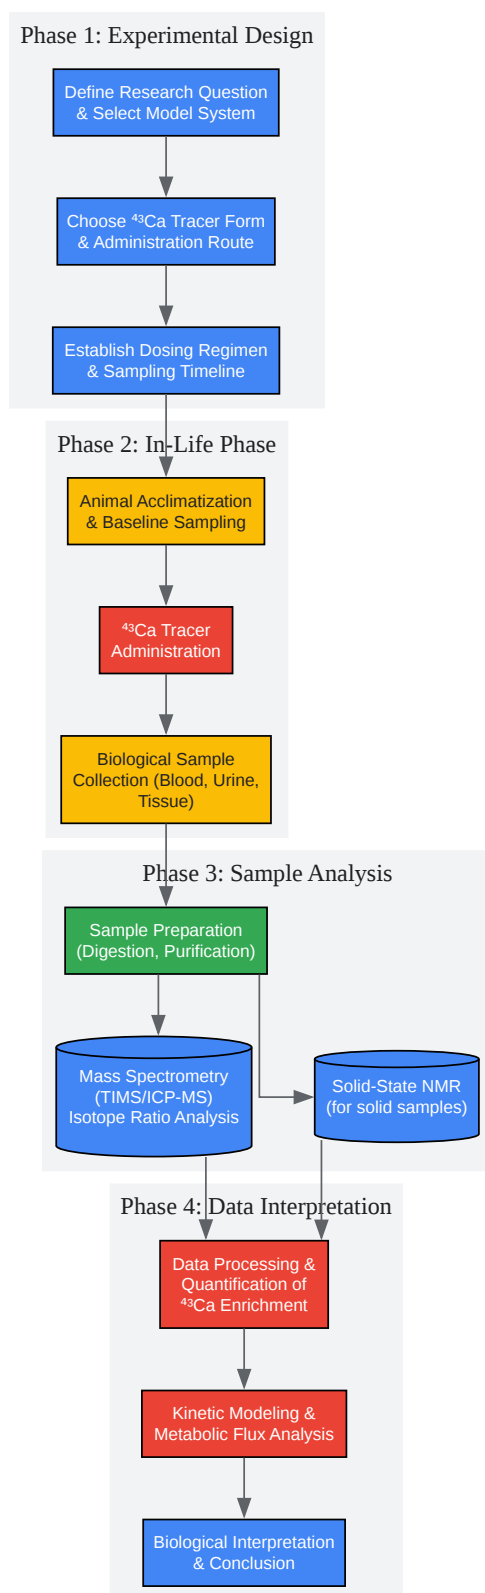 Phase 1: Experimental Design
Define Research Question
& Select Model System
Choose ⁴³Ca Tracer Form
& Administration Route
Establish Dosing Regimen
& Sampling Timeline
Phase 2: In-Life Phase
Animal Acclimatization
& Baseline Sampling
⁴³Ca Tracer
Administration
Biological Sample
Collection (Blood, Urine,
Tissue)
Phase 3: Sample Analysis
Sample Preparation
(Digestion, Purification)
Mass Spectrometry
(TIMS/ICP-MS)
Isotope Ratio Analysis
Solid-State NMR
(for solid samples)
Phase 4: Data Interpretation
Data Processing &
Quantification of
⁴³Ca Enrichment
Kinetic Modeling &
Metabolic Flux Analysis
Biological Interpretation
& Conclusion